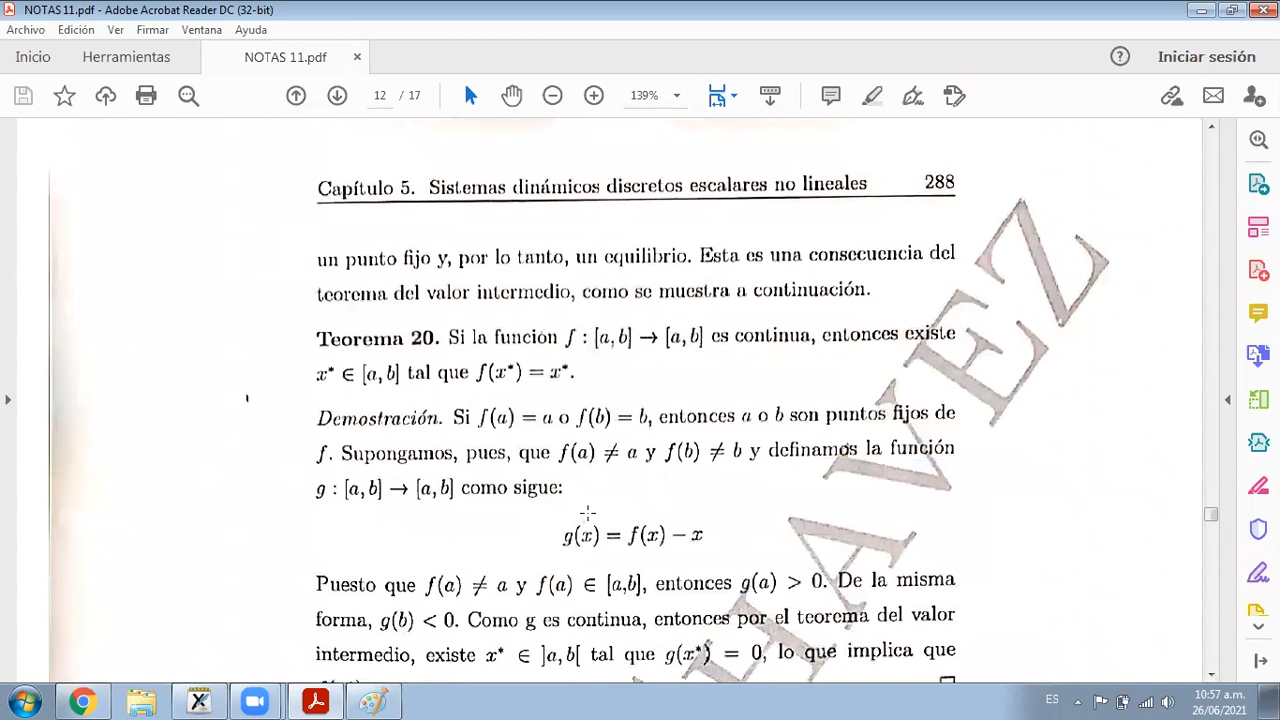 NOTAS 11.pdf - Adobe Acrobat Reader DC (32-bit)
Archivo Edición Ver Firmar Ventana Ayuda
Inicio Herramientas NOTAS 11.pdf × Iniciar sesión
12 / 17 139%
Capítulo 5. Sistemas dinámicos discretos escalares no lineales 288
un punto fijo y, por lo tanto, un equilibrio. Esta es una consecuencia del
teorema del valor intermedio, como se muestra a continuación.
Teorema 20. Si la función f : [a, b] → [a, b] es continua, entonces existe
x* ∈ [a, b] tal que f(x*) = x*.
Demostración. Si f(a) = a o f(b) = b, entonces a o b son puntos fijos de
f. Supongamos, pues, que f(a) ≠ a y f(b) ≠ b y definamos la función
g : [a, b] → [a, b] como sigue:
g(x) = f(x) − x
Puesto que f(a) ≠ a y f(a) ∈ [a,b], entonces g(a) > 0. De la misma
forma, g(b) < 0. Como g es continua, entonces por el teorema del valor
intermedio, existe x* ∈ ]a, b[ tal que g(x*) = 0, lo que implica que
HA VEZ
ES 10:57 a.m.
26/06/2021